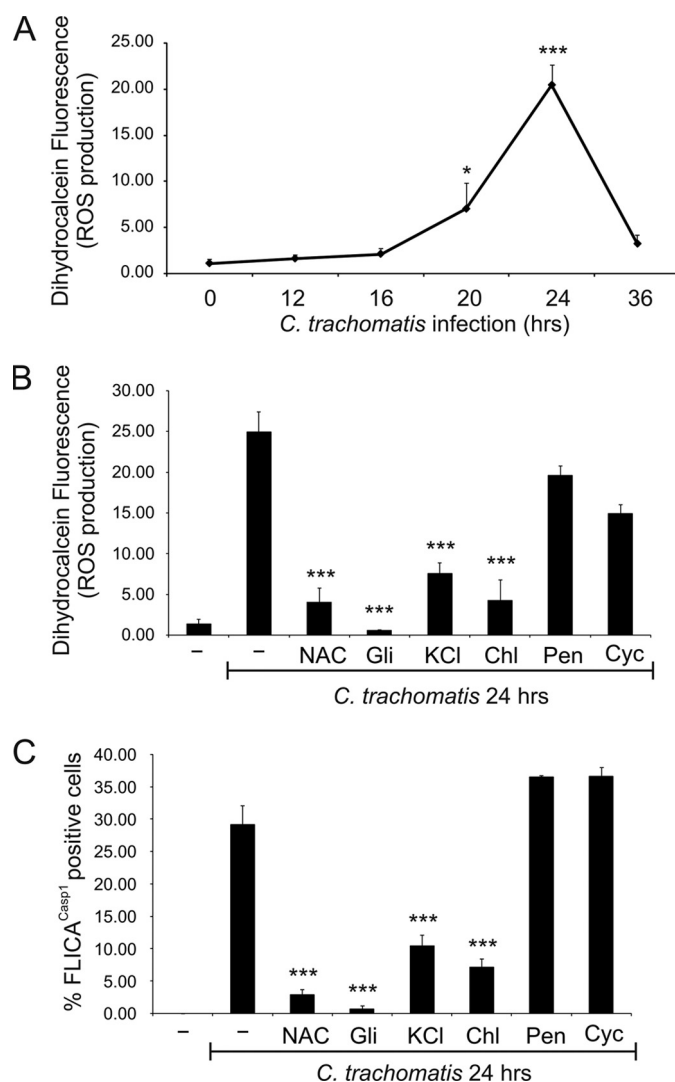 A
Dihydrocalcein Fluorescence
(ROS production)
25.00
20.00
15.00
10.00
5.00
0.00
*
***
0 12 16 20 24 36
C. trachomatis infection (hrs)
B
Dihydrocalcein Fluorescence
(ROS production)
30.00
25.00
20.00
15.00
10.00
5.00
0.00
*** *** *** ***
– – NAC Gli KCl Chl Pen Cyc
C. trachomatis 24 hrs
C
% FLICA^Casp1 positive cells
40.00
35.00
30.00
25.00
20.00
15.00
10.00
5.00
0.00
*** *** *** ***
– – NAC Gli KCl Chl Pen Cyc
C. trachomatis 24 hrs